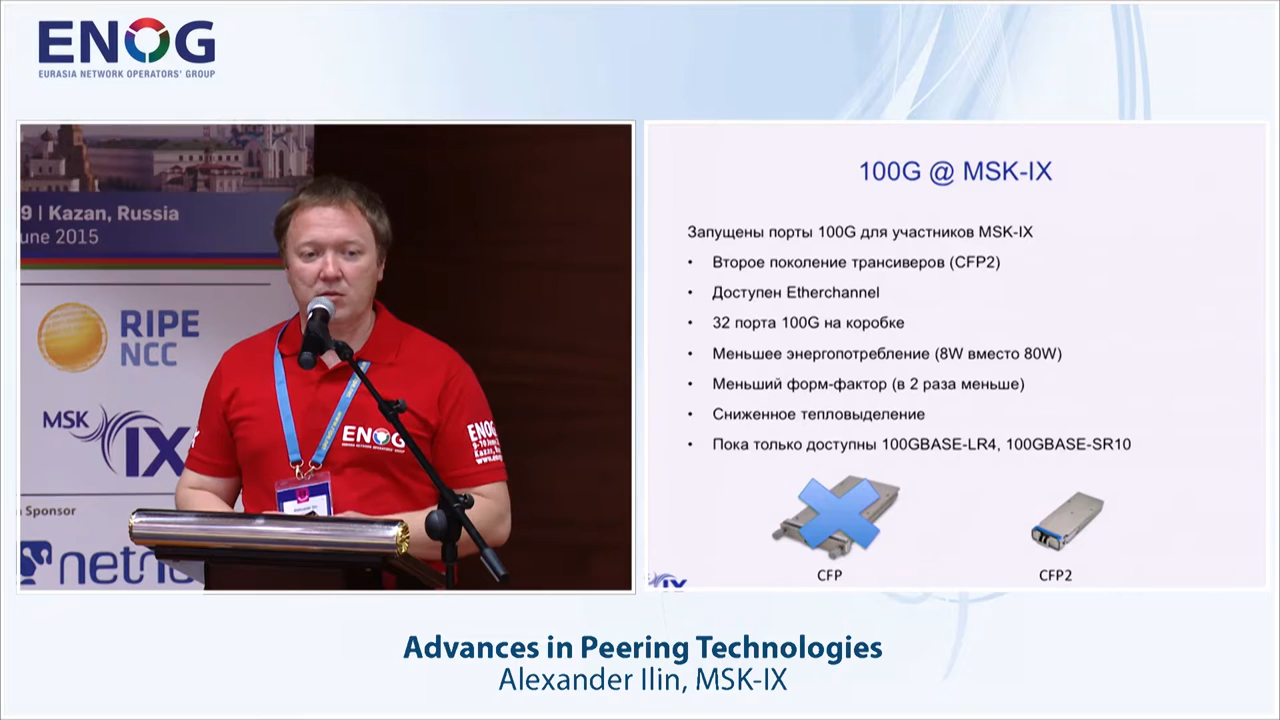 ENOG
EURASIA NETWORK OPERATORS' GROUP
9 | Kazan, Russia
une 2015
RIPE
NCC
MSK
IX
Sponsor
ENOG
www.
100G @ MSK-IX
Запущены порты 100G для участников MSK-IX
• Второе поколение трансиверов (CFP2)
• Доступен Etherchannel
• 32 порта 100G на коробке
• Меньшее энергопотребление (8W вместо 80W)
• Меньший форм-фактор (в 2 раза меньше)
• Сниженное тепловыделение
• Пока только доступны 100GBASE-LR4, 100GBASE-SR10
CFP
CFP2
IX
Advances in Peering Technologies
Alexander Ilin, MSK-IX